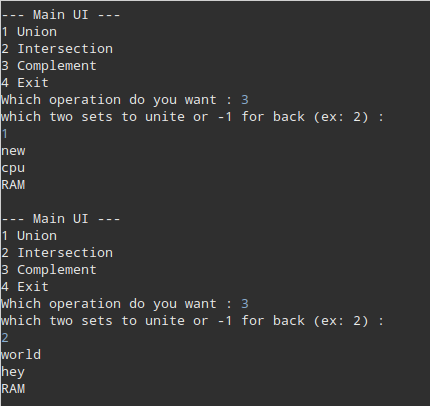 --- Main UI ---
1 Union
2 Intersection
3 Complement
4 Exit
Which operation do you want : 3
which two sets to unite or -1 for back (ex: 2) :
1
new
cpu
RAM

--- Main UI ---
1 Union
2 Intersection
3 Complement
4 Exit
Which operation do you want : 3
which two sets to unite or -1 for back (ex: 2) :
2
world
hey
RAM